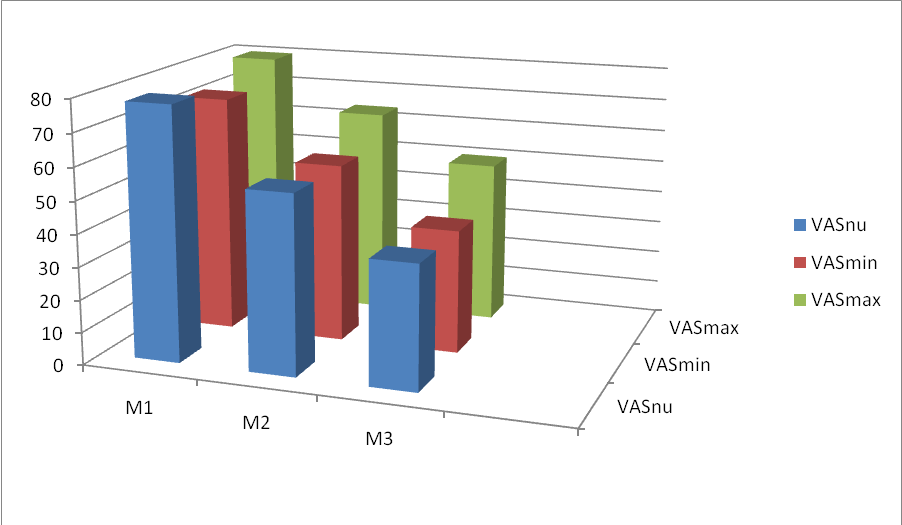 80
70
60
50
40
30
20
10
0
M1
M2
M3
VASmax
VASmin
VASnu
VASnu
VASmin
VASmax